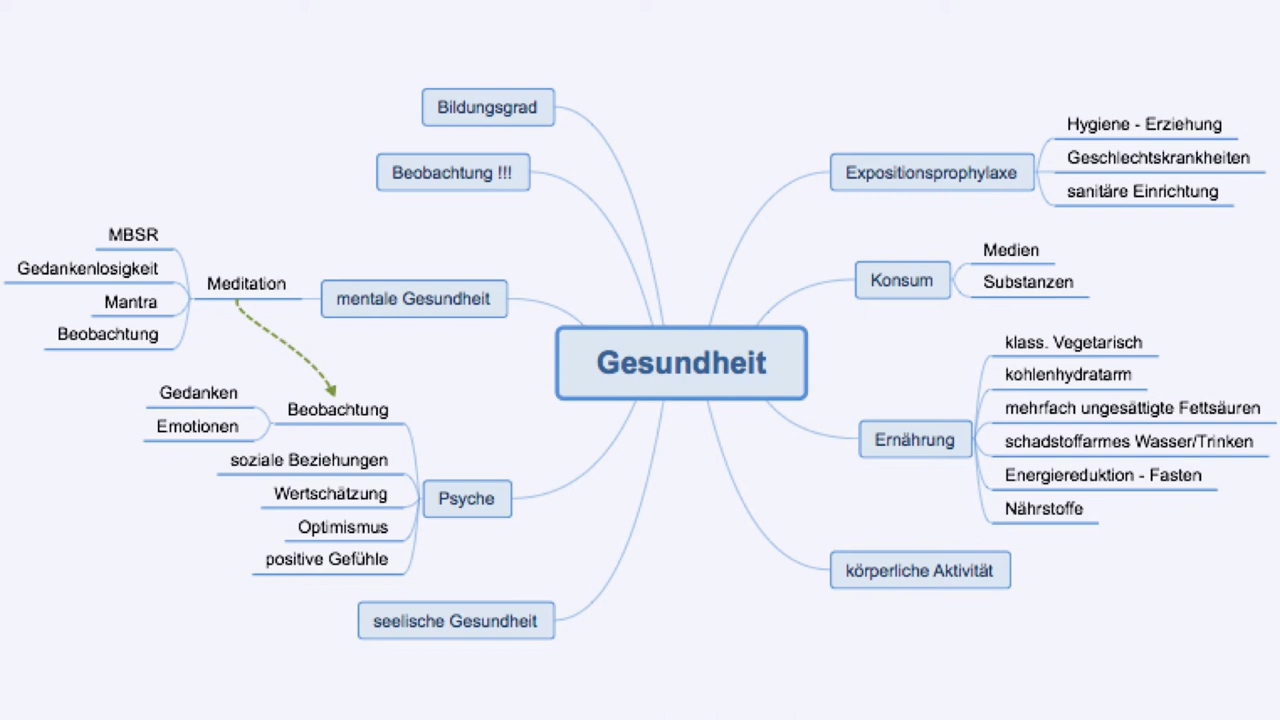 Gesundheit
Bildungsgrad
Beobachtung !!!
mentale Gesundheit
Meditation
MBSR
Gedankenlosigkeit
Mantra
Beobachtung
Psyche
Beobachtung
Gedanken
Emotionen
soziale Beziehungen
Wertschätzung
Optimismus
positive Gefühle
seelische Gesundheit
Expositionsprophylaxe
Hygiene - Erziehung
Geschlechtskrankheiten
sanitäre Einrichtung
Konsum
Medien
Substanzen
Ernährung
klass. Vegetarisch
kohlenhydratarm
mehrfach ungesättigte Fettsäuren
schadstoffarmes Wasser/Trinken
Energiereduktion - Fasten
Nährstoffe
körperliche Aktivität